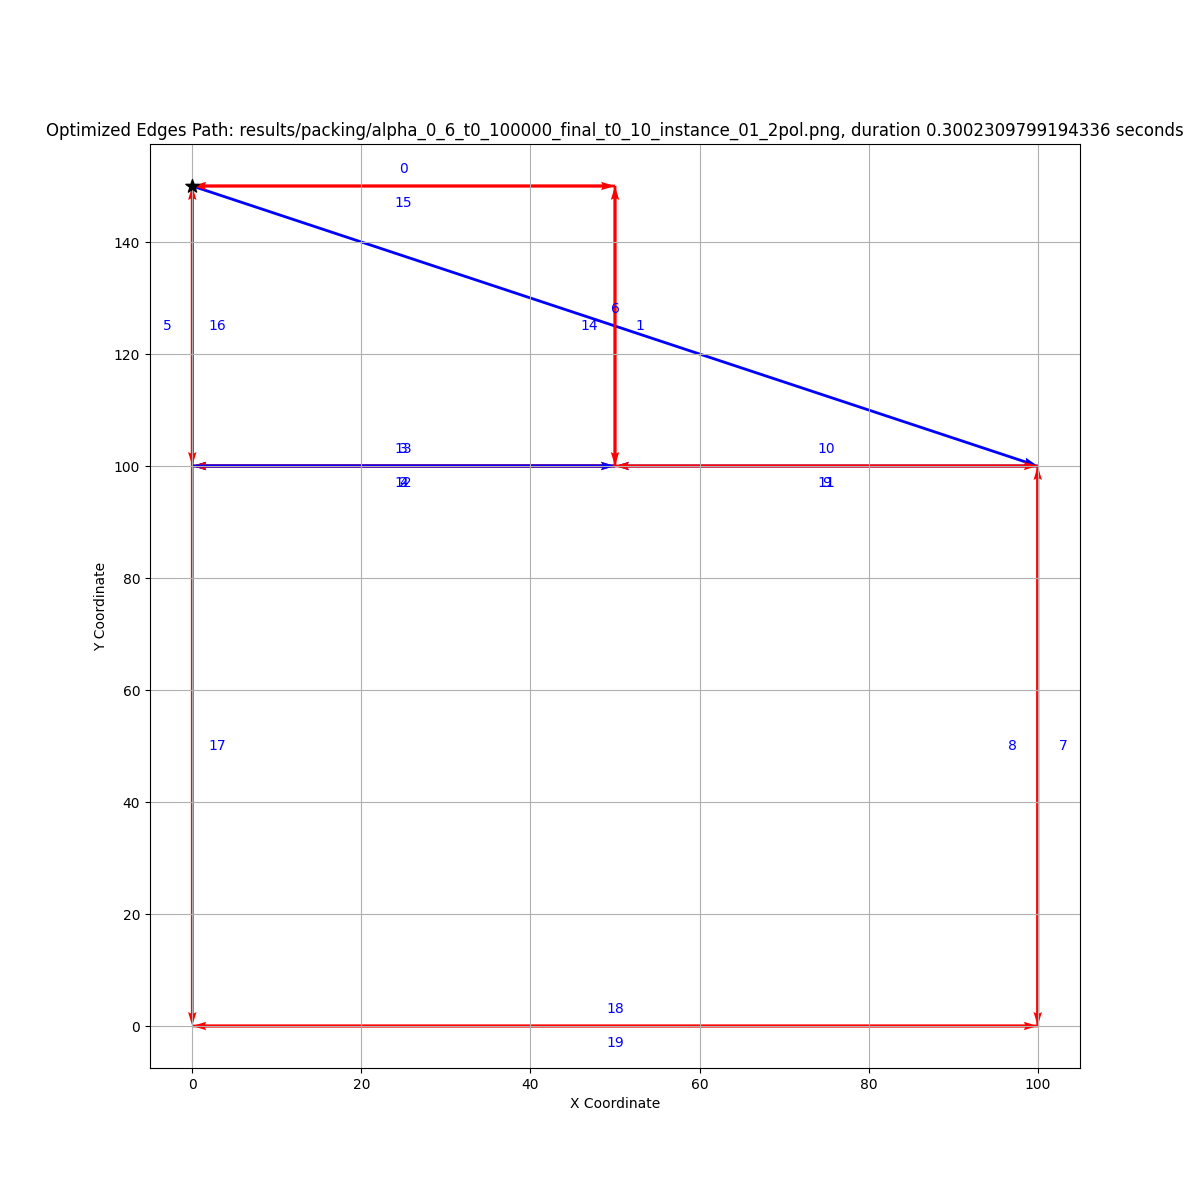 Optimized Edges Path: results/packing/alpha_0_6_t0_100000_final_t0_10_instance_01_2pol.png, duration 0.3002309799194336 seconds
0
15
140
6
5 16 14 1
120
13 10
100
12 11
80
Y Coordinate
60
17 8 7
40
20
18
0
19
0 20 40 60 80 100
X Coordinate